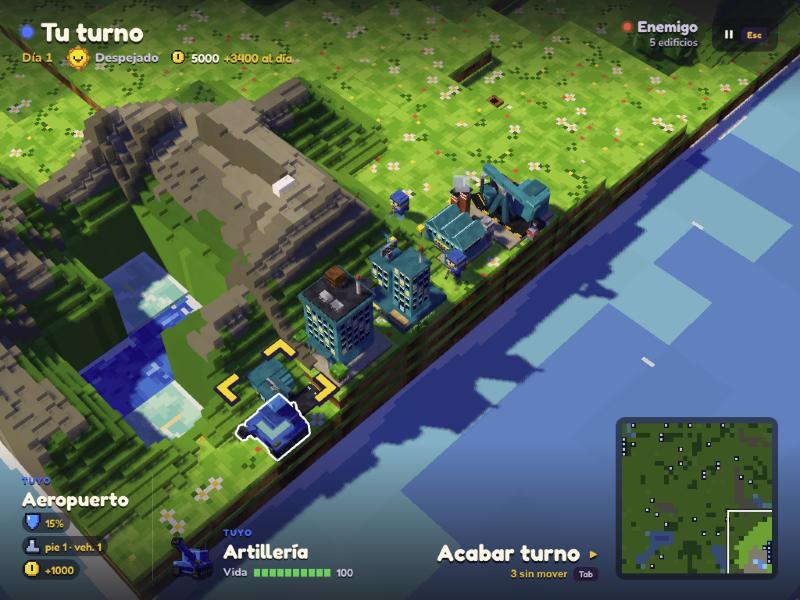 Tu turno
Día 1 Despejado 5000 +3400 al día
Enemigo
5 edificios
Esc
TUYO
Aeropuerto
15%
pie 1 · veh. 1
+1000
TUYO
Artillería
Vida 100
Acabar turno
3 sin mover Tab